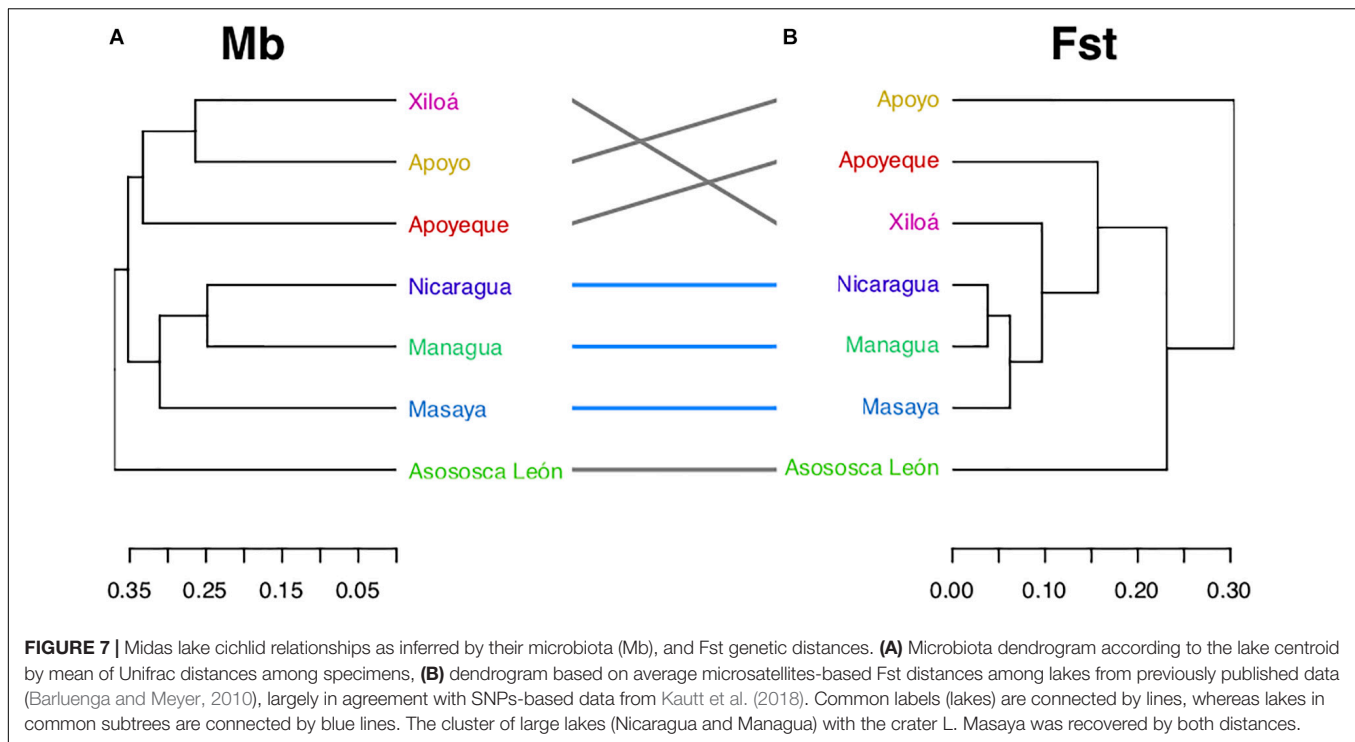 A
Mb
B
Fst
Xiloá
Apoyo
Apoyeque
Nicaragua
Managua
Masaya
Asososca León
0.35 0.25 0.15 0.05
Apoyo
Apoyeque
Xiloá
Nicaragua
Managua
Masaya
Asososca León
0.00 0.10 0.20 0.30
FIGURE 7 | Midas lake cichlid relationships as inferred by their microbiota (Mb), and Fst genetic distances. (A) Microbiota dendrogram according to the lake centroid
by mean of Unifrac distances among specimens, (B) dendrogram based on average microsatellites-based Fst distances among lakes from previously published data
(Barluenga and Meyer, 2010), largely in agreement with SNPs-based data from Kautt et al. (2018). Common labels (lakes) are connected by lines, whereas lakes in
common subtrees are connected by blue lines. The cluster of large lakes (Nicaragua and Managua) with the crater L. Masaya was recovered by both distances.